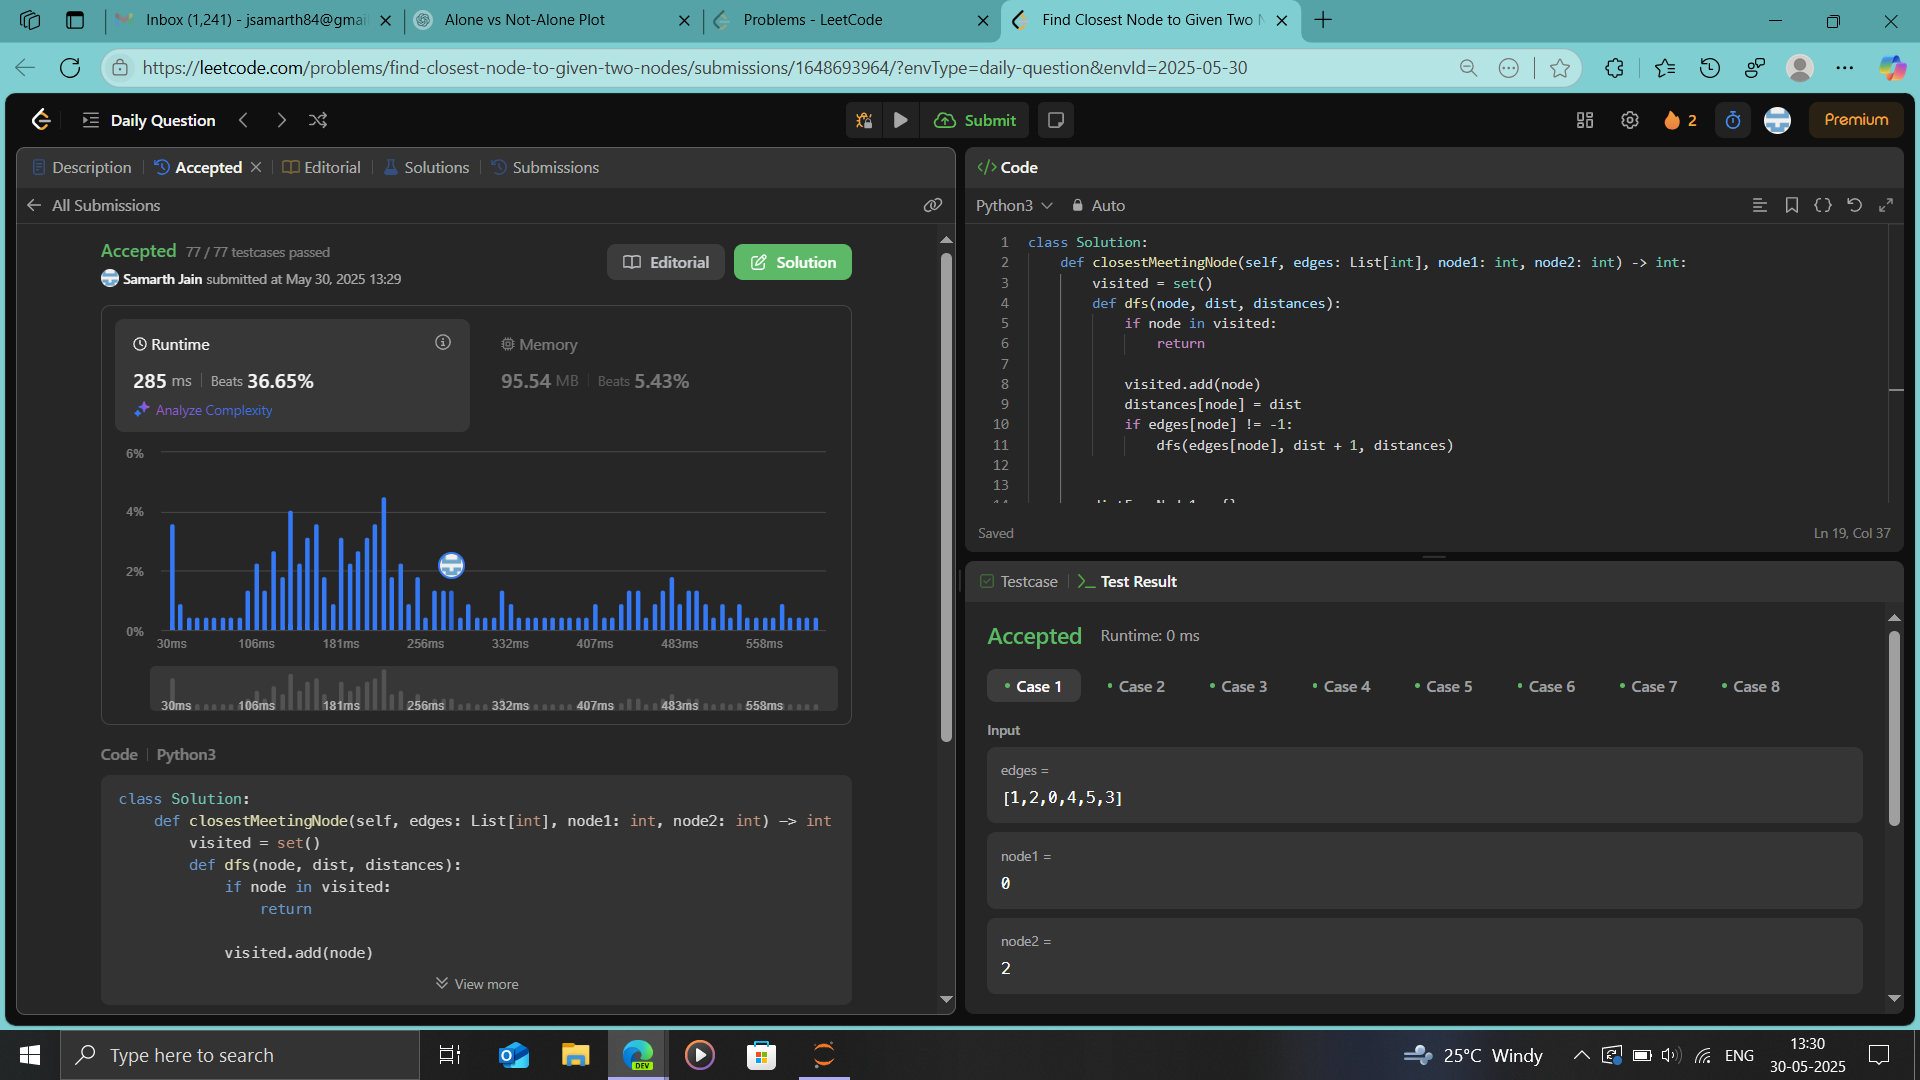 Inbox (1,241) - jsamarth84@gmai
Alone vs Not-Alone Plot
Problems - LeetCode
Find Closest Node to Given Two N
https://leetcode.com/problems/find-closest-node-to-given-two-nodes/submissions/1648693964/?envType=daily-question&envId=2025-05-30
Daily Question
Submit
2
Premium
Description
Accepted
Editorial
Solutions
Submissions
All Submissions
Accepted 77 / 77 testcases passed
Samarth Jain submitted at May 30, 2025 13:29
Editorial
Solution
Runtime
285 ms Beats 36.65%
Analyze Complexity
Memory
95.54 MB Beats 5.43%
6%
4%
2%
0%
30ms 106ms 181ms 256ms 332ms 407ms 483ms 558ms
30ms 106ms 181ms 256ms 332ms 407ms 483ms 558ms
Code Python3
class Solution:
def closestMeetingNode(self, edges: List[int], node1: int, node2: int) -> int
visited = set()
def dfs(node, dist, distances):
if node in visited:
return
visited.add(node)
View more
</> Code
Python3
Auto
1 class Solution:
2 def closestMeetingNode(self, edges: List[int], node1: int, node2: int) -> int:
3 visited = set()
4 def dfs(node, dist, distances):
5 if node in visited:
6 return
7
8 visited.add(node)
9 distances[node] = dist
10 if edges[node] != -1:
11 dfs(edges[node], dist + 1, distances)
12
13
Saved
Ln 19, Col 37
Testcase
Test Result
Accepted Runtime: 0 ms
Case 1 Case 2 Case 3 Case 4 Case 5 Case 6 Case 7 Case 8
Input
edges =
[1,2,0,4,5,3]
node1 =
0
node2 =
2
Type here to search
DEV
25°C Windy
ENG
13:30
30-05-2025